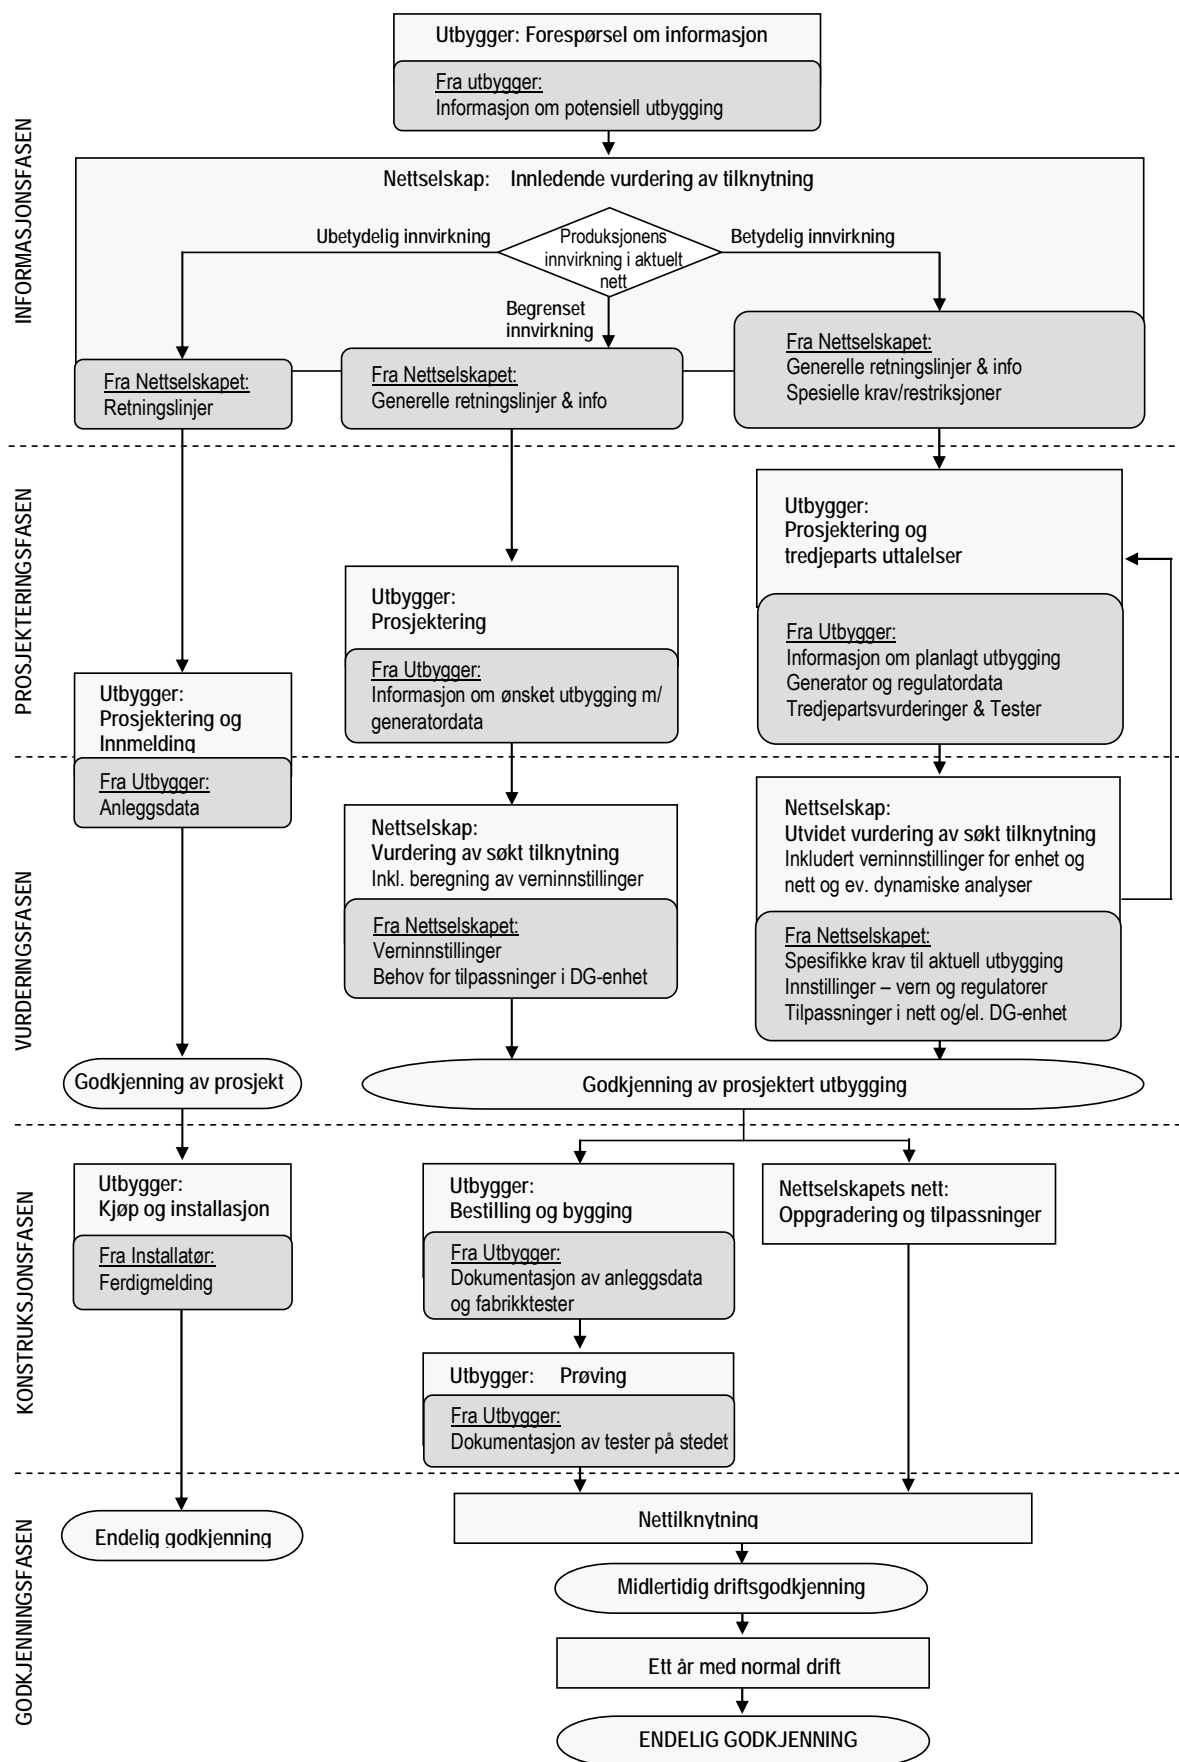 Utbygger: Forespørsel om informasjon
Fra utbygger:
Informasjon om potensiell utbygging
INFORMASJONSFASEN
Nettselskap: Innledende vurdering av tilknytning
Ubetydelig innvirkning
Produksjonens
innvirkning i aktuelt
nett
Betydelig innvirkning
Begrenset
innvirkning
Fra Nettselskapet:
Retningslinjer
Fra Nettselskapet:
Generelle retningslinjer & info
Fra Nettselskapet:
Generelle retningslinjer & info
Spesielle krav/restriksjoner
PROSJEKTERINGSFASEN
Utbygger:
Prosjektering og
Innmelding
Fra Utbygger:
Anleggsdata
Utbygger:
Prosjektering
Fra Utbygger:
Informasjon om ønsket utbygging m/
generatordata
Utbygger:
Prosjektering og
tredjeparts uttalelser
Fra Utbygger:
Informasjon om planlagt utbygging
Generator og regulatordata
Tredjepartsvurderinger & Tester
VURDERINGSFASEN
Nettselskap:
Vurdering av søkt tilknytning
Inkl. beregning av verninnstillinger
Fra Nettselskapet:
Verninnstillinger
Behov for tilpassninger i DG-enhet
Nettselskap:
Utvidet vurdering av søkt tilknytning
Inkludert verninnstillinger for enhet og
nett og ev. dynamiske analyser
Fra Nettselskapet:
Spesifikke krav til aktuell utbygging
Innstillinger – vern og regulatorer
Tilpassninger i nett og/el. DG-enhet
Godkjenning av prosjekt
Godkjenning av prosjektert utbygging
KONSTRUKSJONSFASEN
Utbygger:
Kjøp og installasjon
Fra Installatør:
Ferdigmelding
Utbygger:
Bestilling og bygging
Fra Utbygger:
Dokumentasjon av anleggsdata
og fabrikktester
Nettselskapets nett:
Oppgradering og tilpassninger
Utbygger: Prøving
Fra Utbygger:
Dokumentasjon av tester på stedet
GODKJENNINGSFASEN
Endelig godkjenning
Nettilknytning
Midlertidig driftsgodkjenning
Ett år med normal drift
ENDELIG GODKJENNING